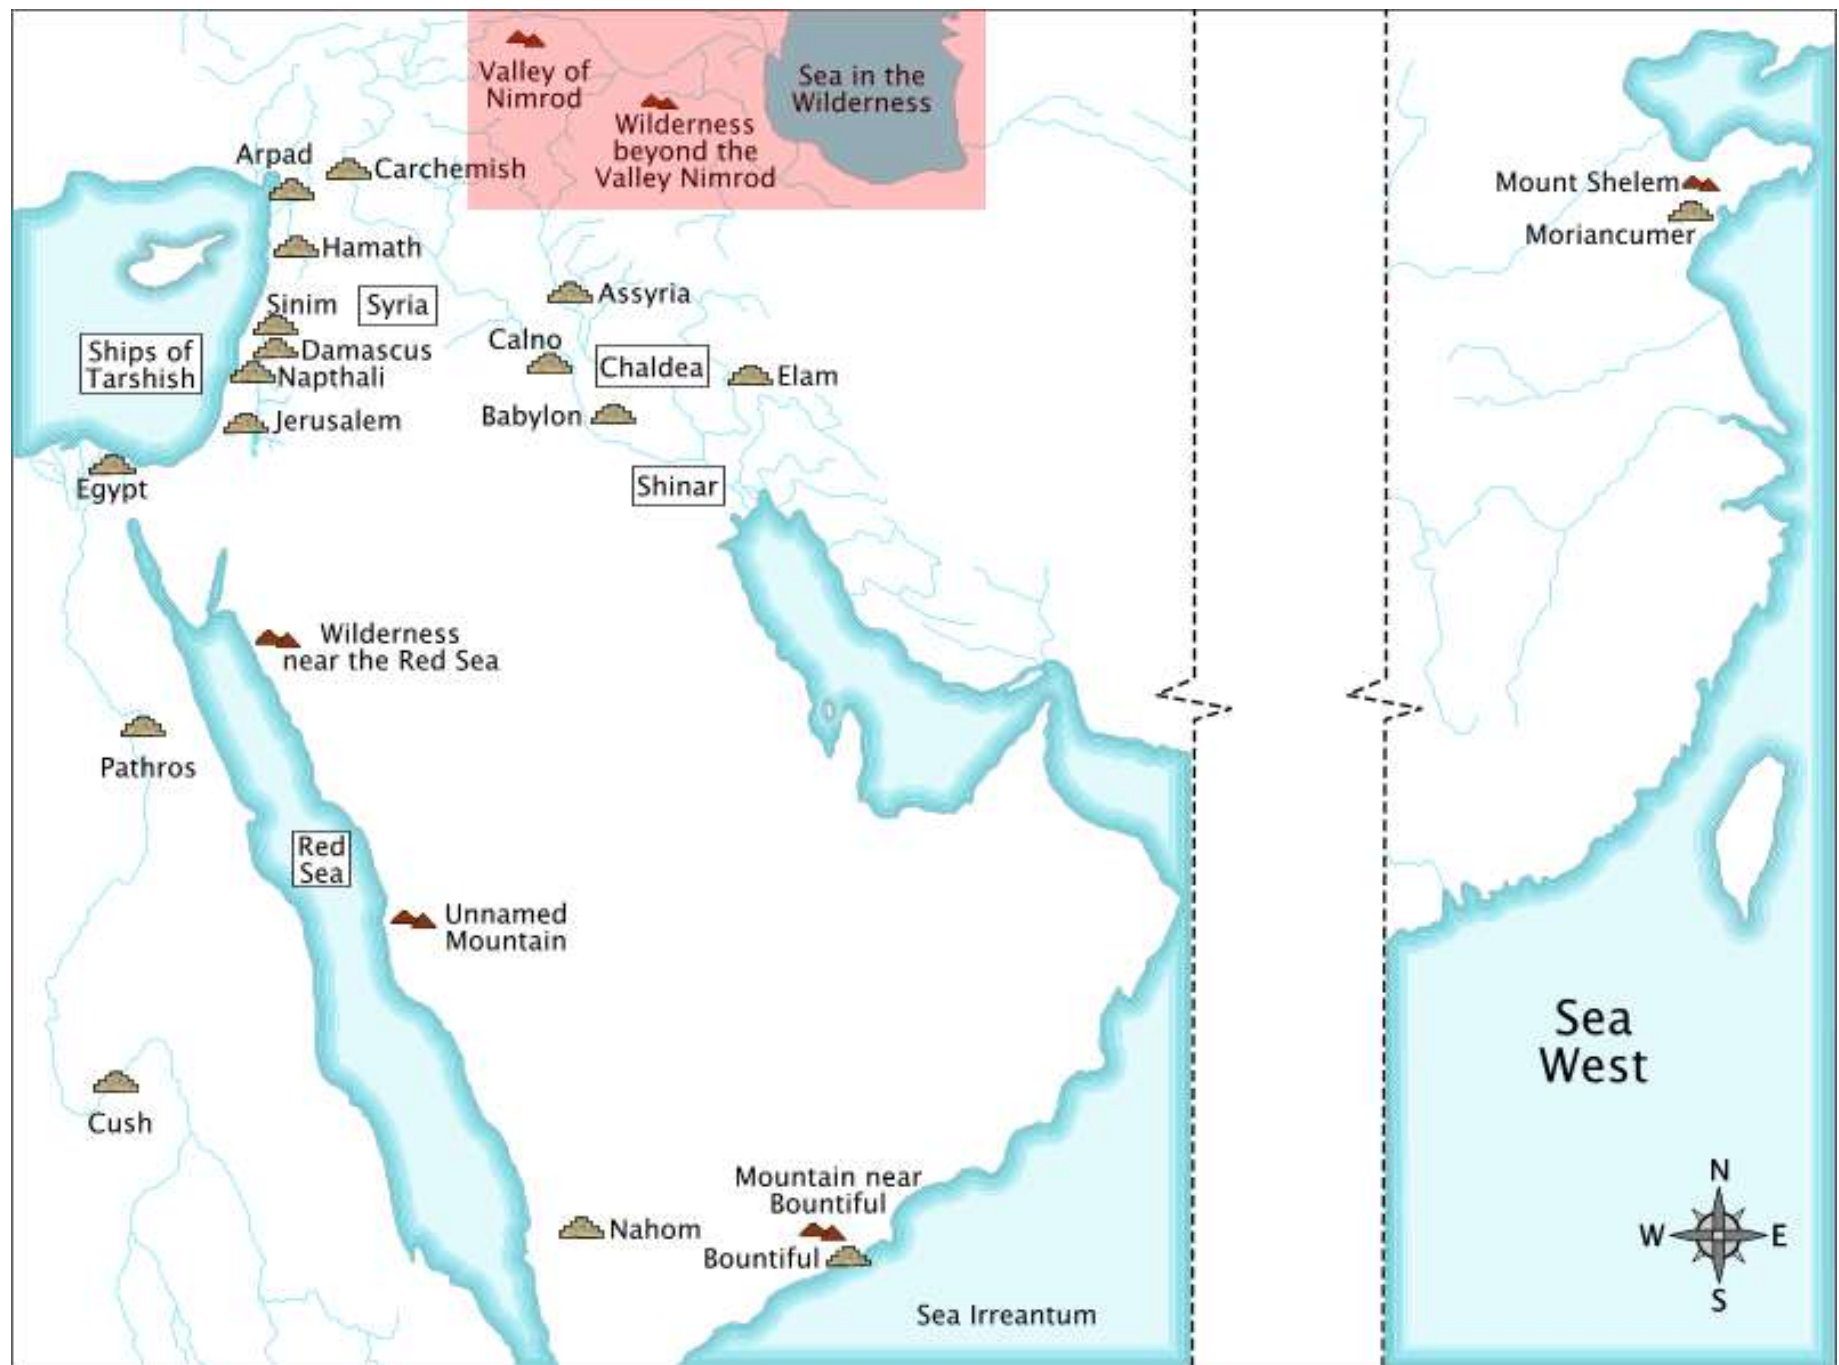 Valley of
Nimrod
Sea in the
Wilderness
Wilderness
beyond the
Valley Nimrod
Arpad
Carchemish
Mount Shelem
Moriancumer
Hamath
Sinim
Syria
Assyria
Ships of
Tarshish
Damascus
Napthali
Calno
Chaldea
Elam
Jerusalem
Babylon
Egypt
Shinar
Wilderness
near the Red Sea
Pathros
Red
Sea
Unnamed
Mountain
Sea
West
Cush
Mountain near
Bountiful
Nahom
Bountiful
Sea Irreantum
N
W
E
S